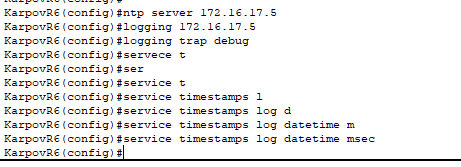 KarpovR6(config)#
KarpovR6(config)#ntp server 172.16.17.5
KarpovR6(config)#logging 172.16.17.5
KarpovR6(config)#logging trap debug
KarpovR6(config)#servece t
KarpovR6(config)#ser
KarpovR6(config)#service t
KarpovR6(config)#service timestamps l
KarpovR6(config)#service timestamps log d
KarpovR6(config)#service timestamps log datetime m
KarpovR6(config)#service timestamps log datetime msec
KarpovR6(config)#